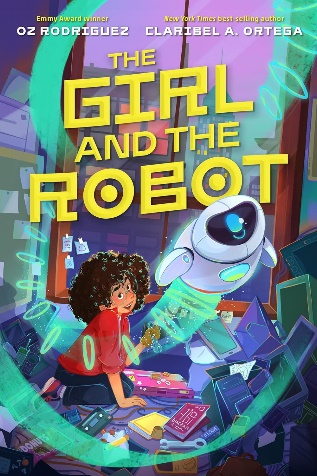 Emmy Award winner
OZ RODRIGUEZ
New York Times best-selling author
CLARIBEL A. ORTEGA
THE
GIRL
AND THE
ROBOT